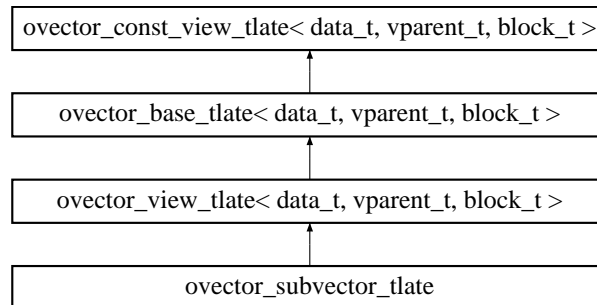 ovector_const_view_tlate< data_t, vparent_t, block_t >
ovector_base_tlate< data_t, vparent_t, block_t >
ovector_view_tlate< data_t, vparent_t, block_t >
ovector_subvector_tlate